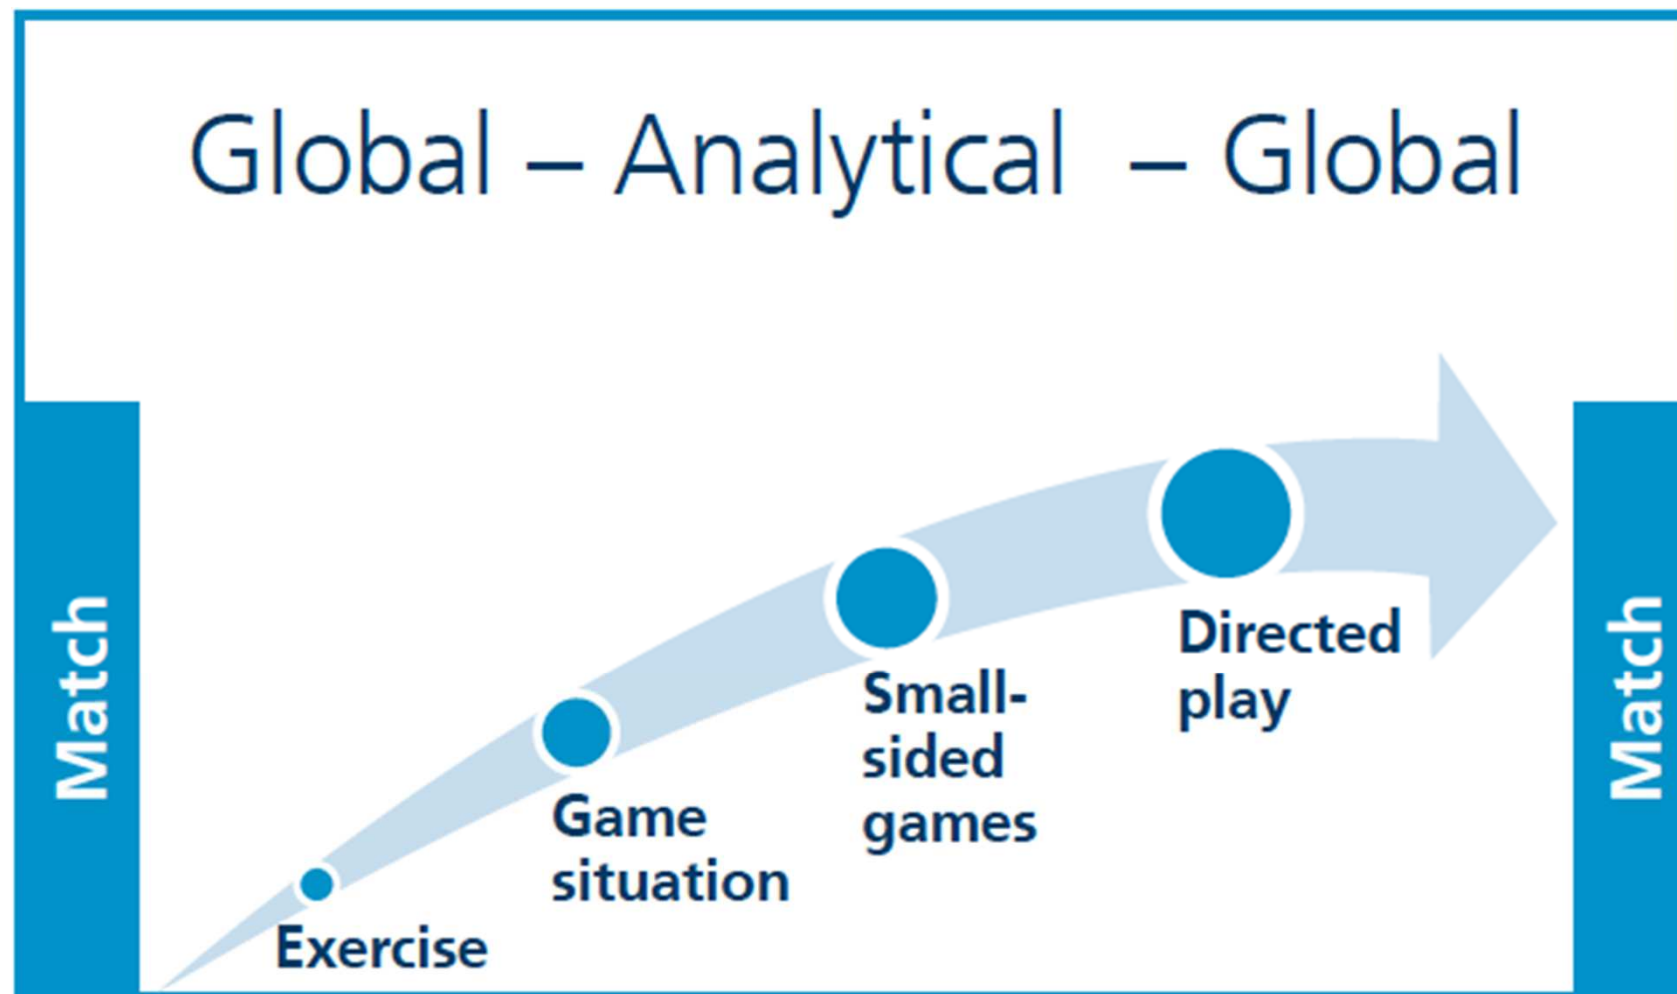 Global – Analytical – Global
Match
Exercise
Game
situation
Small-
sided
games
Directed
play
Match